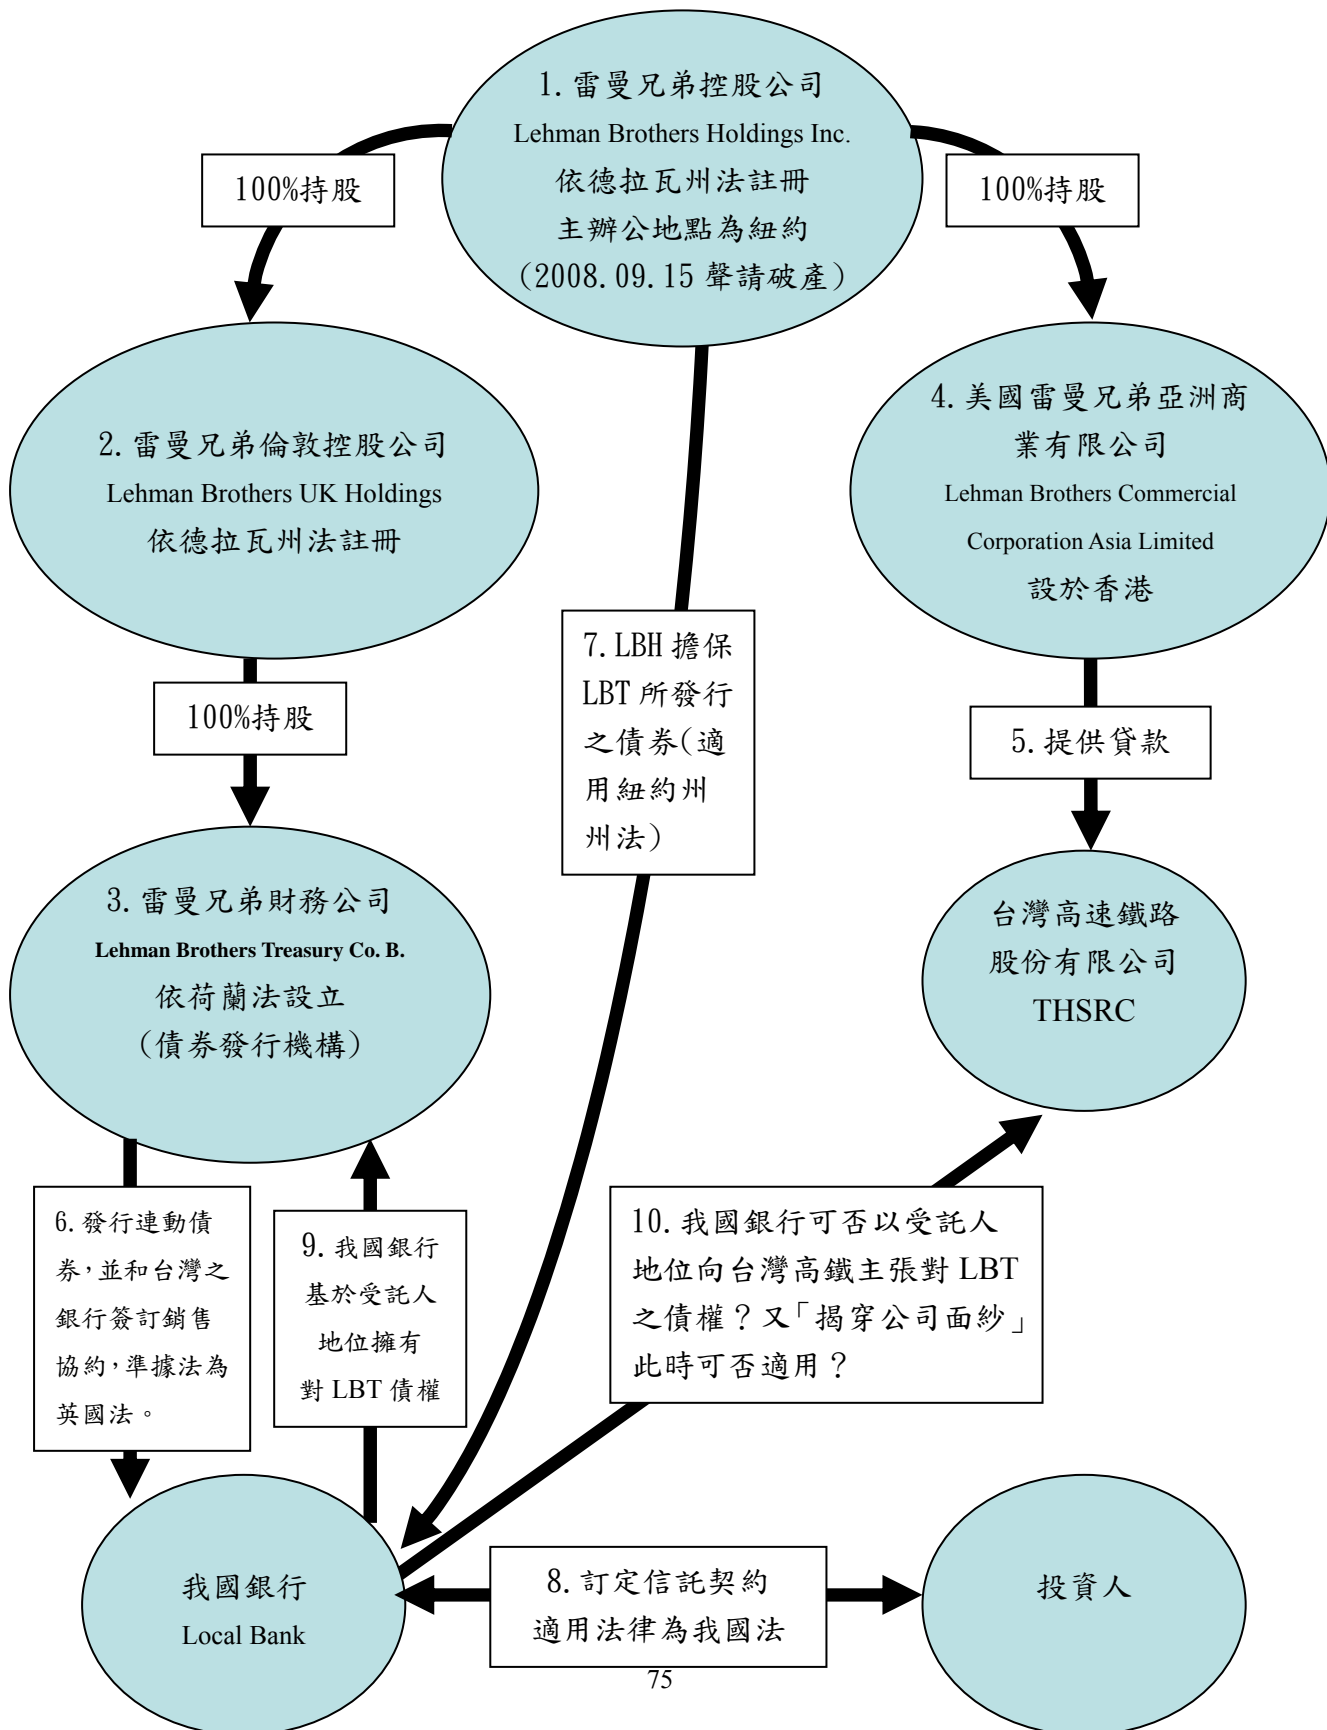 1. 雷曼兄弟控股公司
Lehman Brothers Holdings Inc.
依德拉瓦州法註冊
主辦公地點為紐約
(2008.09.15 聲請破產)
100%持股
100%持股
2. 雷曼兄弟倫敦控股公司
Lehman Brothers UK Holdings
依德拉瓦州法註冊
4. 美國雷曼兄弟亞洲商
業有限公司
Lehman Brothers Commercial
Corporation Asia Limited
設於香港
100%持股
7. LBH 擔保
LBT 所發行
之債券(適
用紐約州
州法)
5. 提供貸款
3. 雷曼兄弟財務公司
Lehman Brothers Treasury Co. B.
依荷蘭法設立
(債券發行機構)
台灣高速鐵路
股份有限公司
THSRC
6. 發行連動債
券,並和台灣之
銀行簽訂銷售
協約,準據法為
英國法。
9. 我國銀行
基於受託人
地位擁有
對 LBT 債權
10. 我國銀行可否以受託人
地位向台灣高鐵主張對 LBT
之債權?又「揭穿公司面紗」
此時可否適用?
我國銀行
Local Bank
8. 訂定信託契約
適用法律為我國法
投資人
75